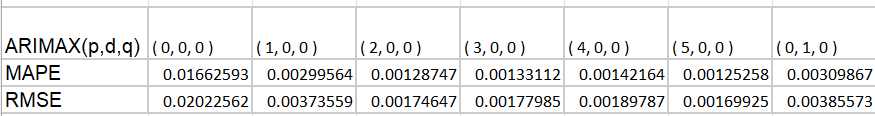 ARIMAX(p,d,q) ( 0, 0, 0 ) ( 1, 0, 0 ) ( 2, 0, 0 ) ( 3, 0, 0 ) ( 4, 0, 0 ) ( 5, 0, 0 ) ( 0, 1, 0 )
MAPE 0.01662593 0.00299564 0.00128747 0.00133112 0.00142164 0.00125258 0.00309867
RMSE 0.02022562 0.00373559 0.00174647 0.00177985 0.00189787 0.00169925 0.00385573